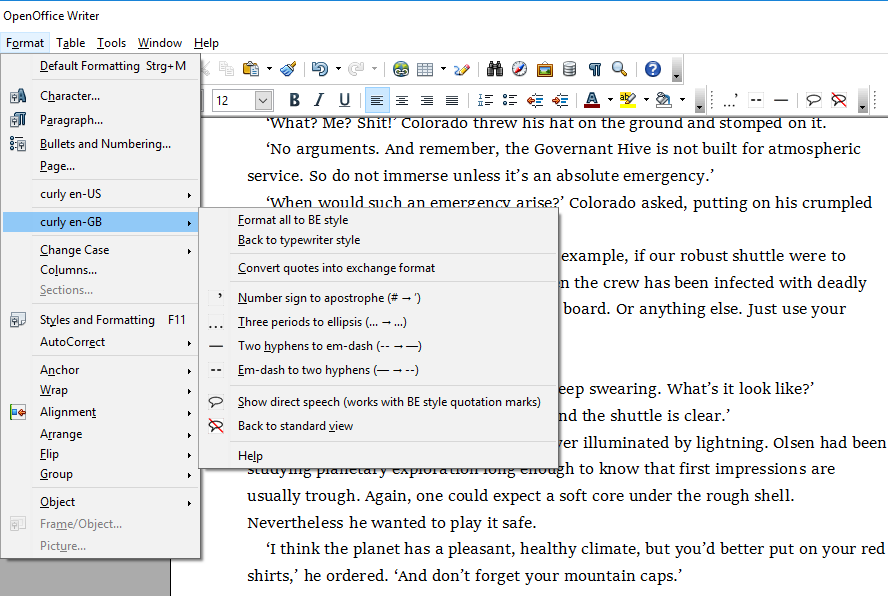 OpenOffice Writer
Format Table Tools Window Help
Default Formatting Strg+M
Character...
Paragraph...
Bullets and Numbering...
Page...
curly en-US
curly en-GB
Change Case
Columns...
Sections...
Styles and Formatting F11
AutoCorrect
Anchor
Wrap
Alignment
Arrange
Flip
Group
Object
Frame/Object...
Picture...
Format all to BE style
Back to typewriter style
Convert quotes into exchange format
Number sign to apostrophe (# → ’)
Three periods to ellipsis (... → …)
Two hyphens to em-dash (-- → —)
Em-dash to two hyphens (— → --)
Show direct speech (works with BE style quotation marks)
Back to standard view
Help
12 B I U A
‘What? Me? Shit!’ Colorado threw his hat on the ground and stomped on it.
‘No arguments. And remember, the Governant Hive is not built for atmospheric
service. So do not immerse unless it’s an absolute emergency.’
‘When would such an emergency arise?’ Colorado asked, putting on his crumpled
example, if our robust shuttle were to
n the crew has been infected with deadly
board. Or anything else. Just use your
eep swearing. What’s it look like?’
nd the shuttle is clear.’
er illuminated by lightning. Olsen had been
studying planetary exploration long enough to know that first impressions are
usually trough. Again, one could expect a soft core under the rough shell.
Nevertheless he wanted to play it safe.
‘I think the planet has a pleasant, healthy climate, but you’d better put on your red
shirts,’ he ordered. ‘And don’t forget your mountain caps.’